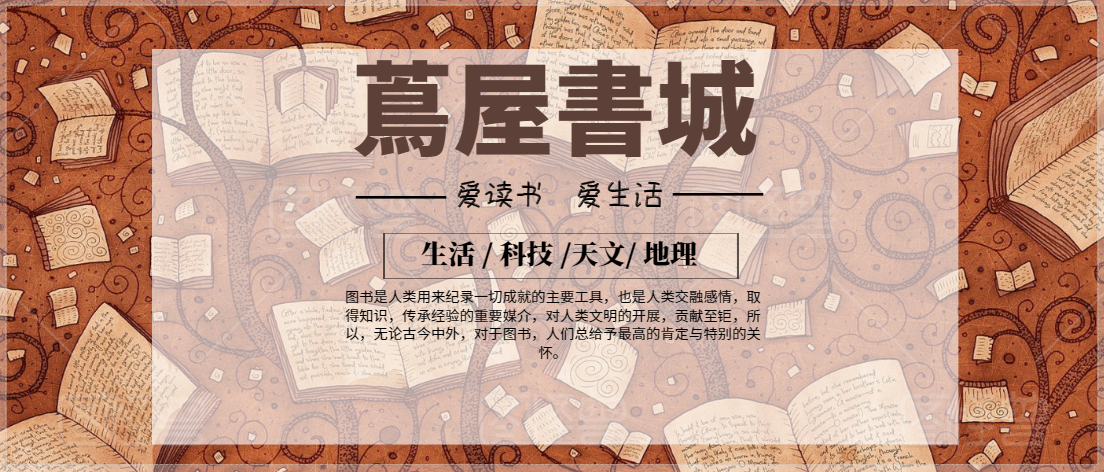 蔦屋書城
爱读书 爱生活
生活 / 科技 /天文/ 地理
图书是人类用来纪录一切成就的主要工具，也是人类交融感情，取
得知识，传承经验的重要媒介，对人类文明的开展，贡献至钜，所
以，无论古今中外，对于图书，人们总给予最高的肯定与特别的关
怀。